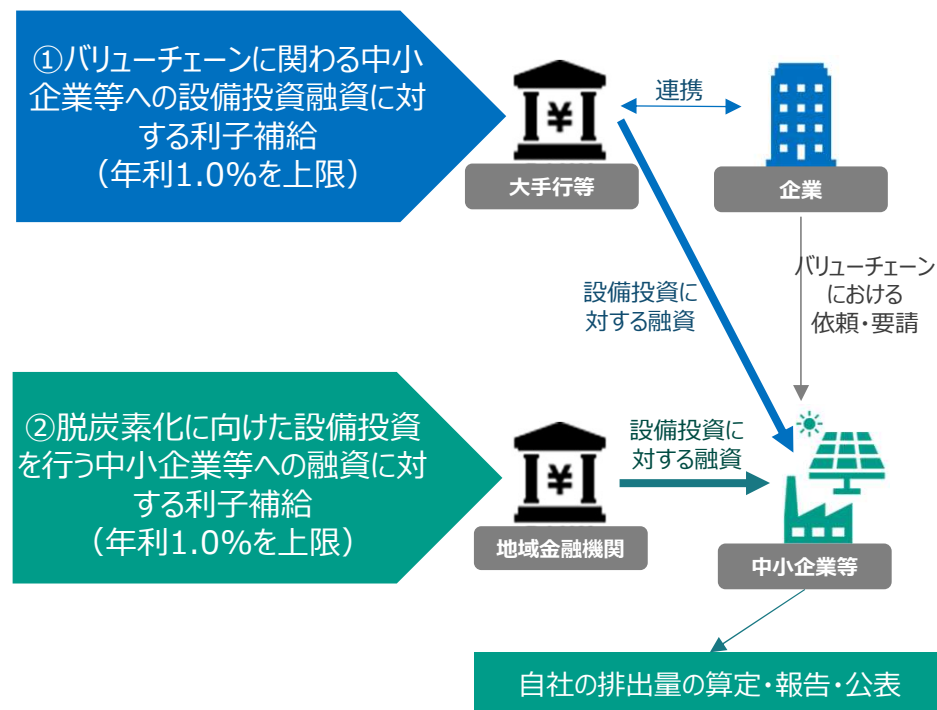 ①バリューチェーンに関わる中小
企業等への設備投資融資に対
する利子補給
（年利1.0%を上限）
¥
連携
大手行等
企業
設備投資に
対する融資
バリューチェーン
における
依頼・要請
②脱炭素化に向けた設備投資
を行う中小企業等への融資に対
する利子補給
（年利1.0%を上限）
¥
設備投資に
対する融資
地域金融機関
中小企業等
自社の排出量の算定・報告・公表